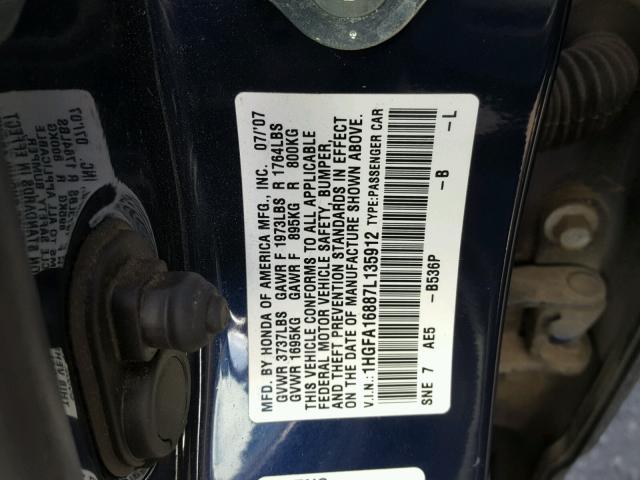 MFD. BY HONDA OF AMERICA MFG., INC. 07/'07
GVWR 3737LBS GAWR F 1973LBS R 1764LBS
GVWR 1695KG GAWR F 895KG R 800KG
THIS VEHICLE CONFORMS TO ALL APPLICABLE
FEDERAL MOTOR VEHICLE SAFETY, BUMPER,
AND THEFT PREVENTION STANDARDS IN EFFECT
ON THE DATE OF MANUFACTURE SHOWN ABOVE.
V.I.N.:1HGFA16887L135912 TYPE:PASSENGER CAR
SNE 7 AE5 -B536P -B -L